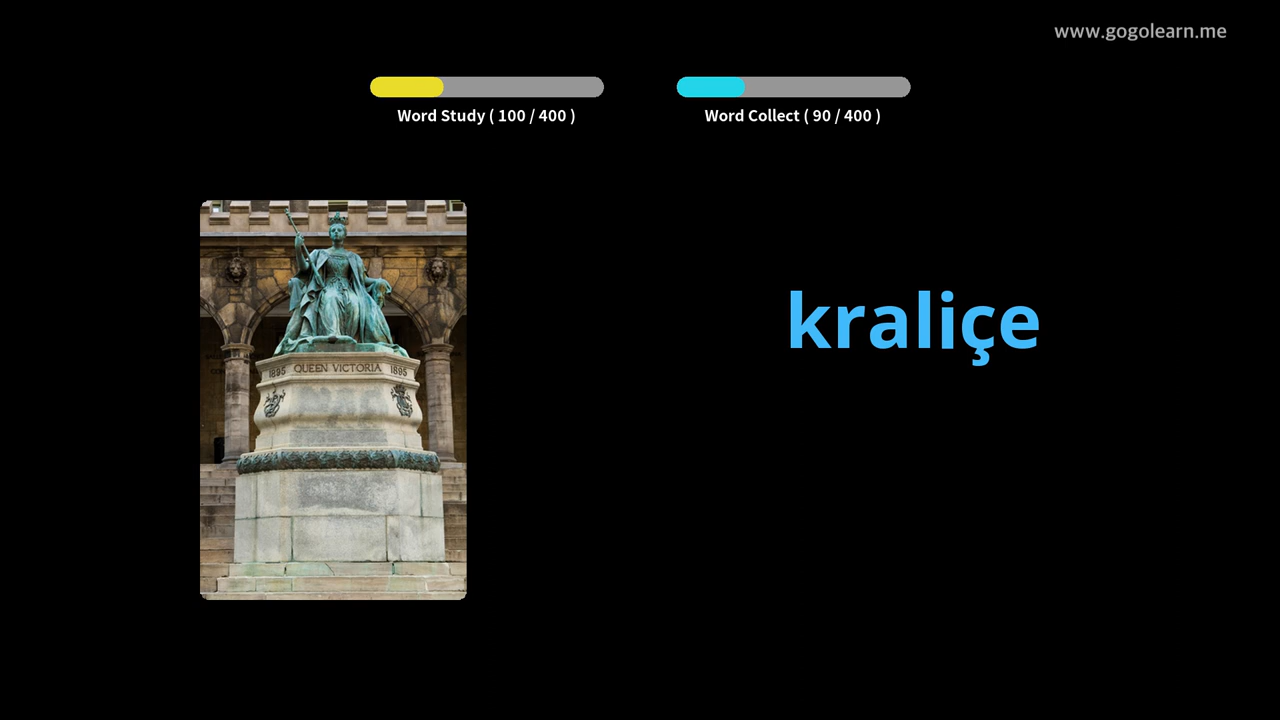 www.gogolearn.me
Word Study ( 100 / 400 )
Word Collect ( 90 / 400 )
kraliçe
1895 QUEEN VICTORIA 1895